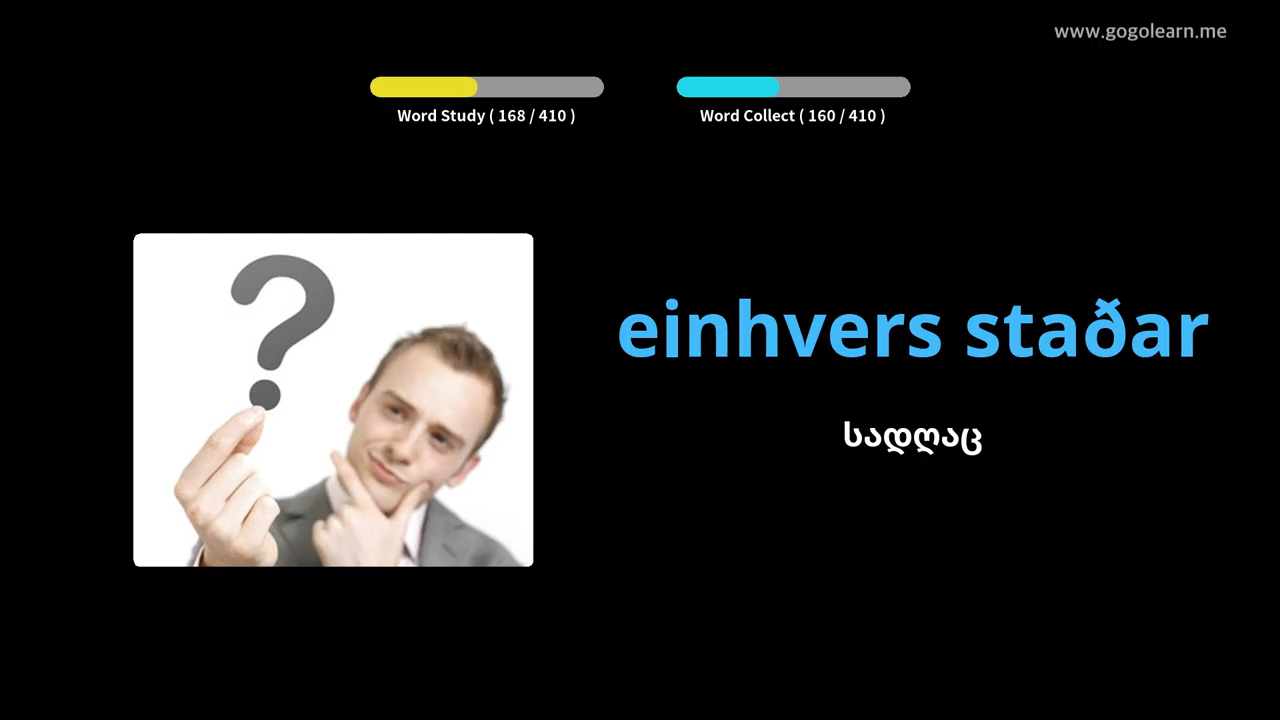 www.gogolearn.me
Word Study ( 168 / 410 )
Word Collect ( 160 / 410 )
einhvers staðar
სადღაც